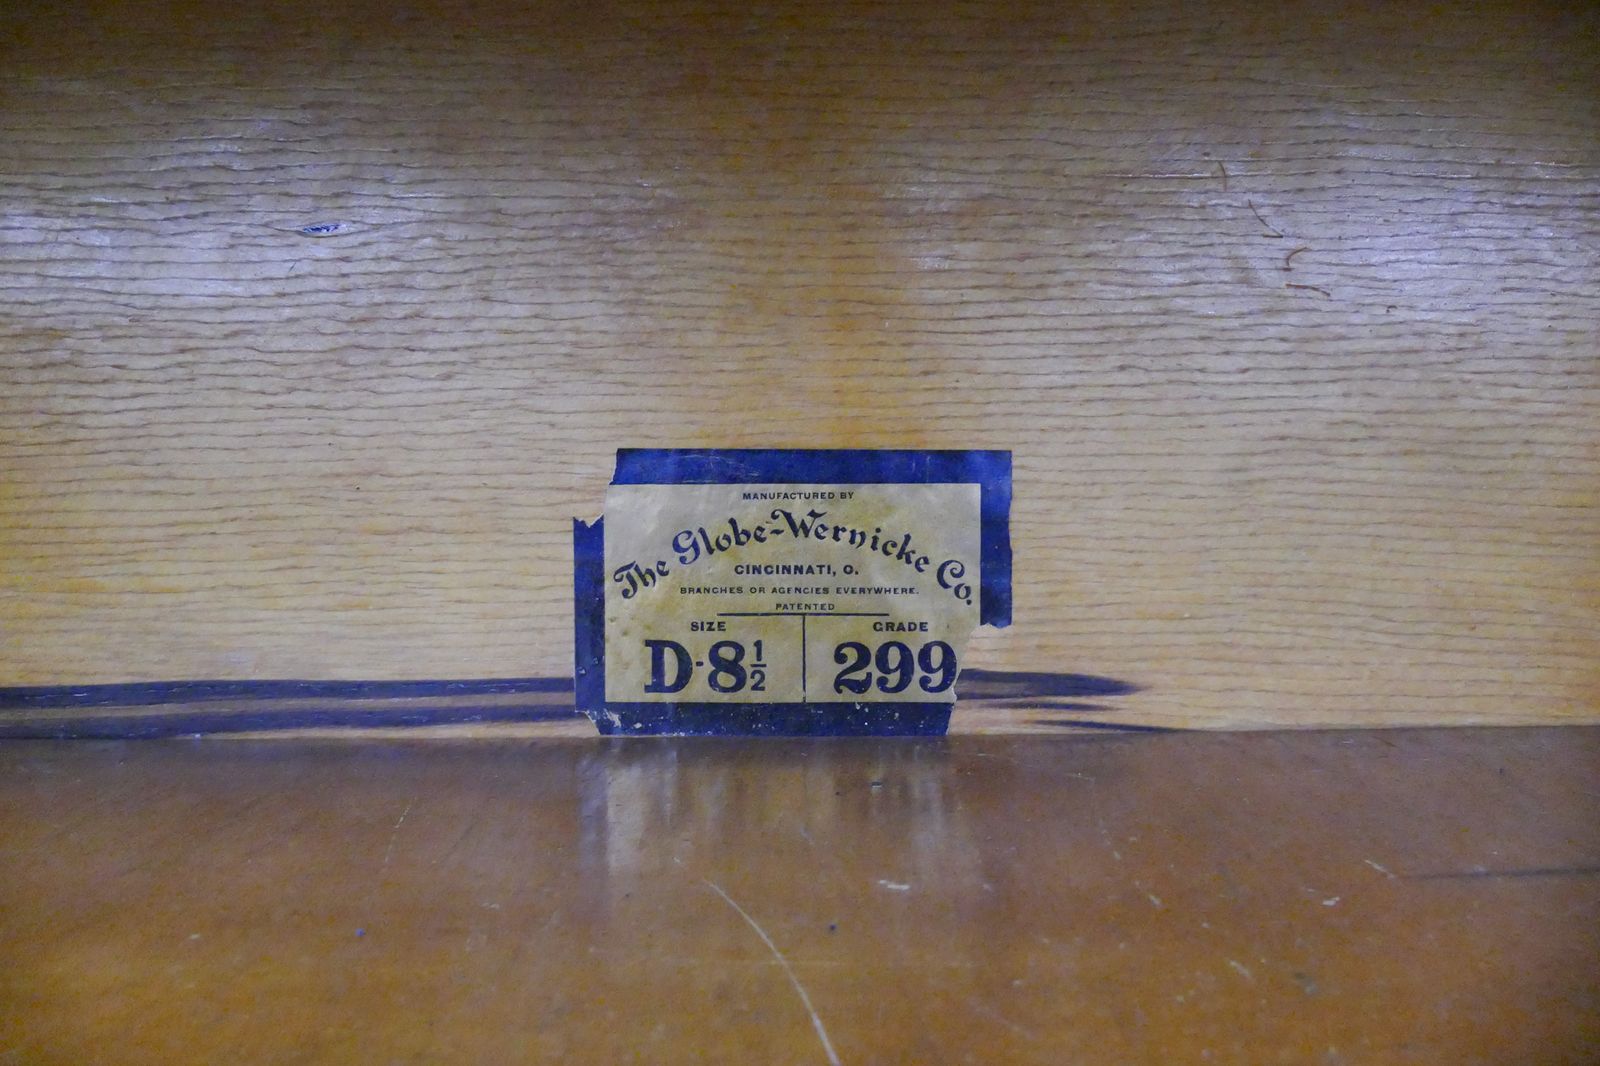 MANUFACTURED BY
The Globe-Wernicke Co.
CINCINNATI, O.
BRANCHES OR AGENCIES EVERYWHERE.
PATENTED
SIZE GRADE
D·8½ 299